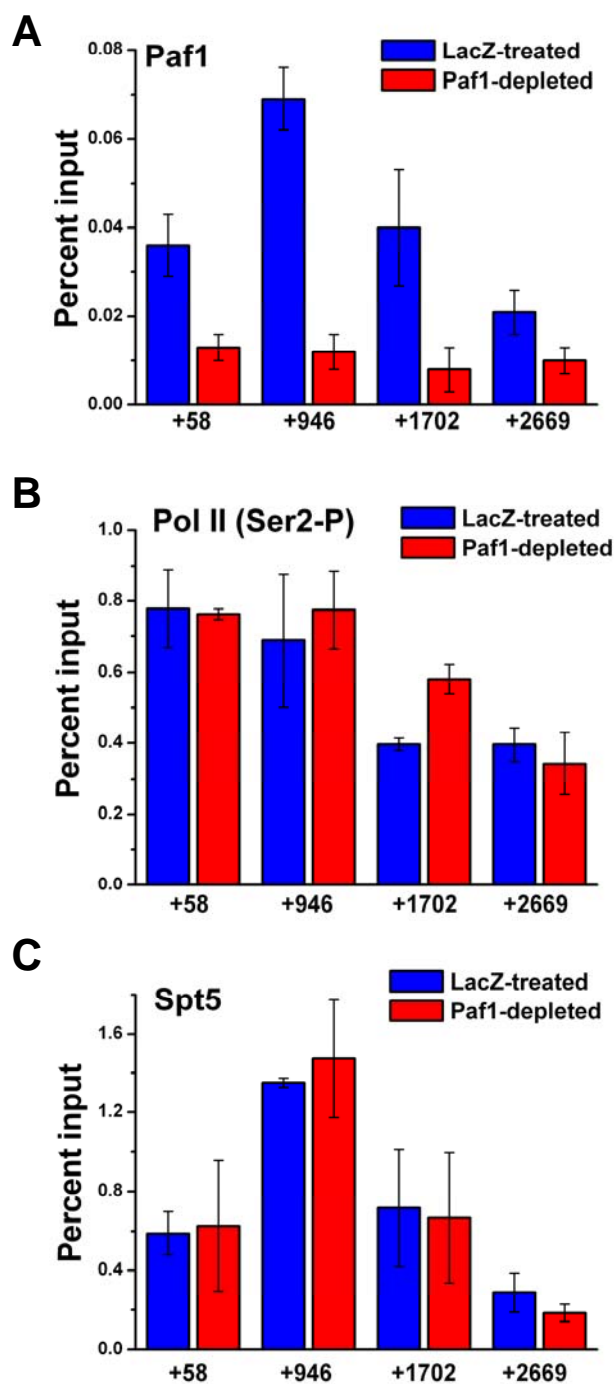 A
Paf1
LacZ-treated
Paf1-depleted
Percent input
0.08
0.06
0.04
0.02
0.00
+58 +946 +1702 +2669
B
Pol II (Ser2-P)
LacZ-treated
Paf1-depleted
Percent input
1.0
0.8
0.6
0.4
0.2
0.0
+58 +946 +1702 +2669
C
Spt5
LacZ-treated
Paf1-depleted
Percent input
1.6
1.2
0.8
0.4
0.0
+58 +946 +1702 +2669